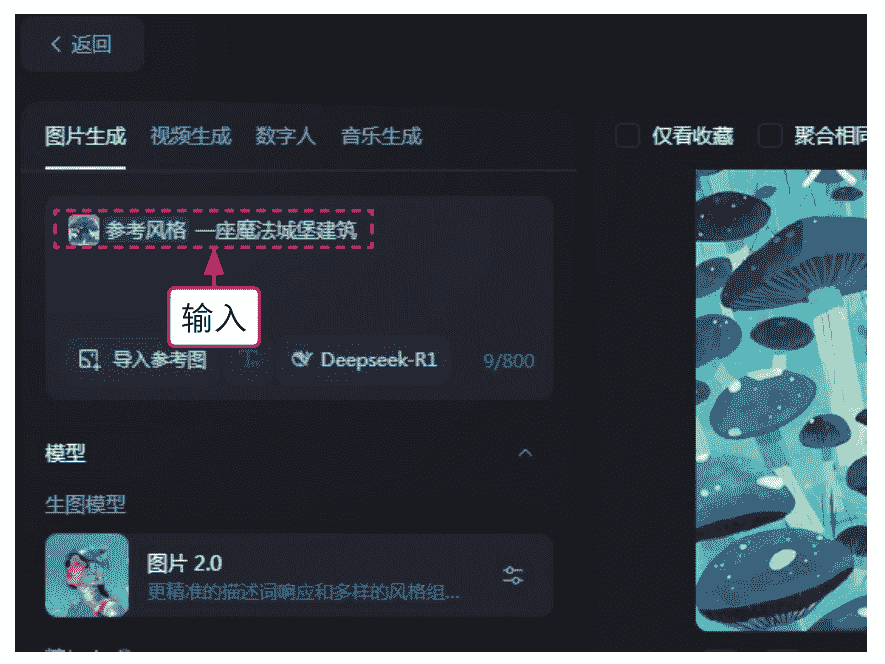 返回
图片生成 视频生成 数字人 音乐生成
仅看收藏 聚合相同
参考风格 一座魔法城堡建筑
输入
导入参考图 Deepseek-R1 9/800
模型
生图模型
图片 2.0
更精准的描述词响应和多样的风格组...